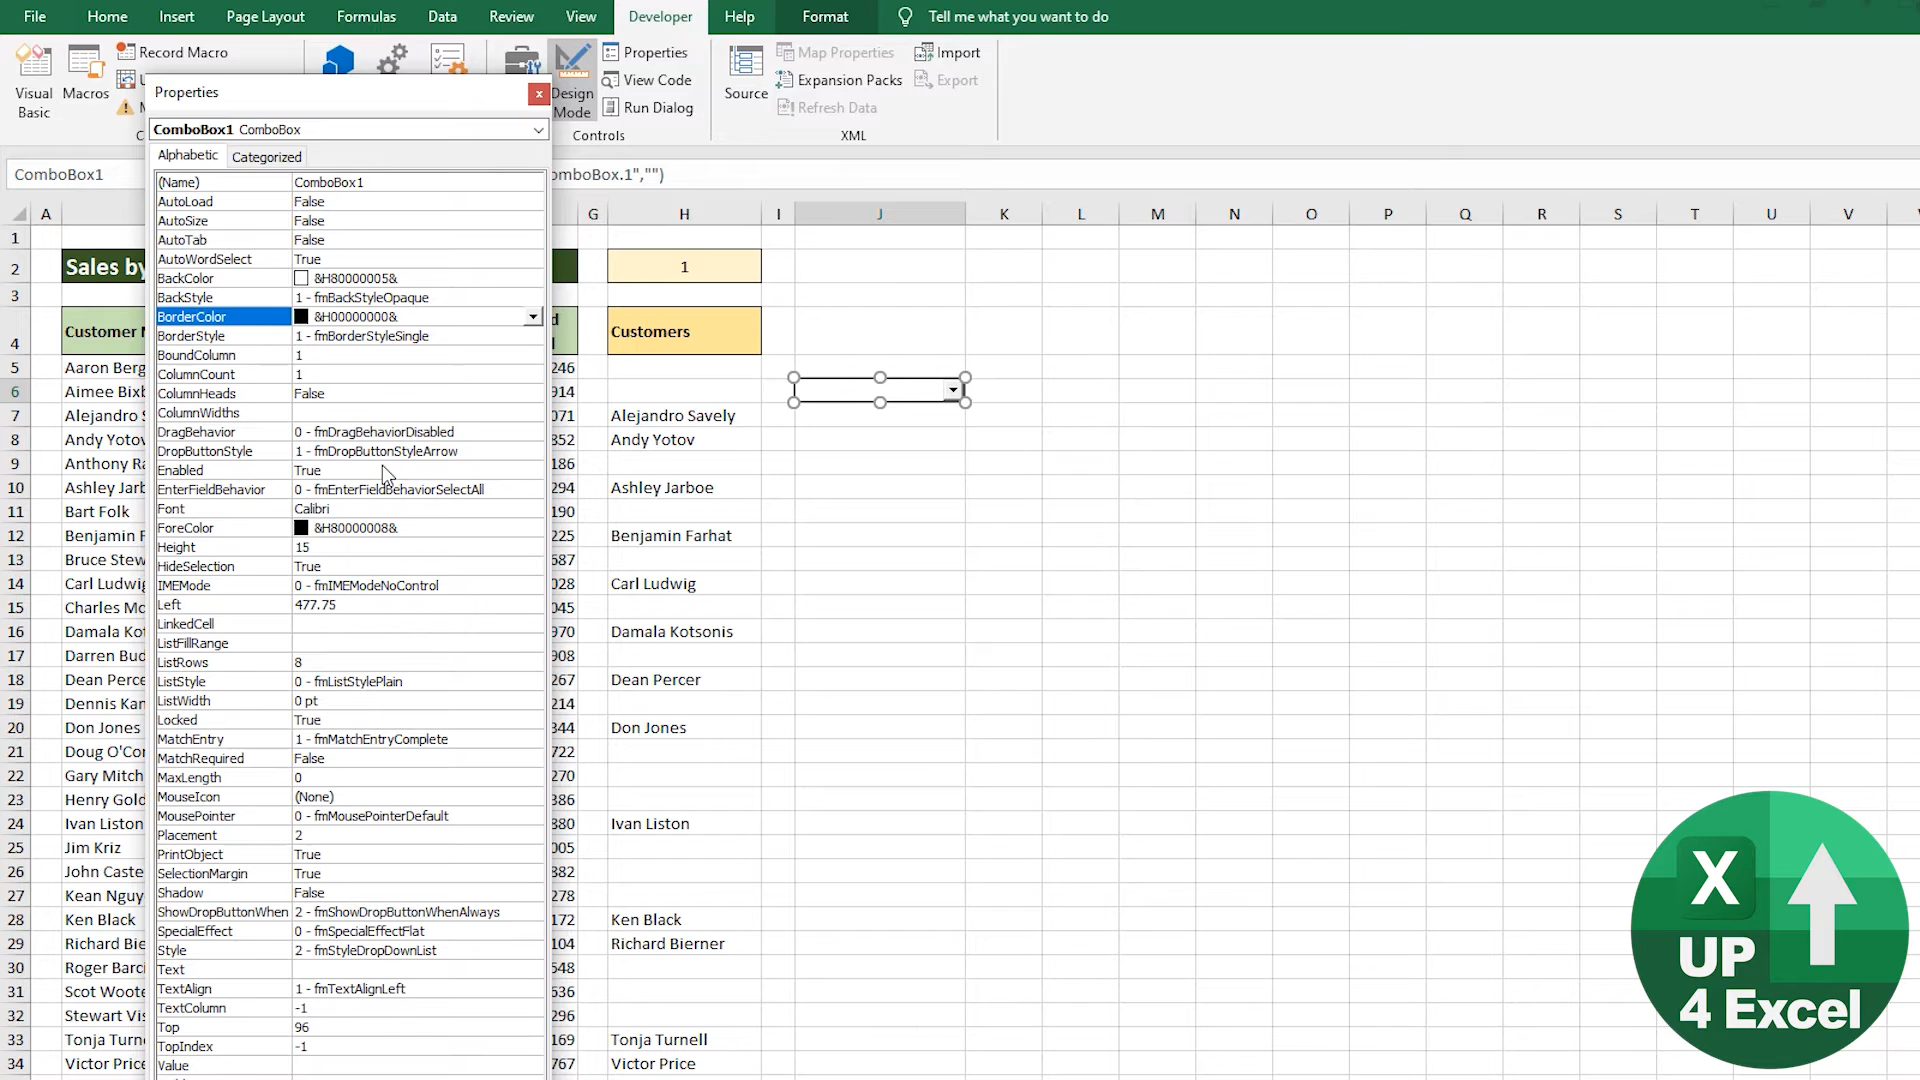 File Home Insert Page Layout Formulas Data Review View Developer Help Format Tell me what you want to do
Record Macro Properties Map Properties Import
View Code Expansion Packs Export
Visual Basic Macros Design Mode Run Dialog Source Refresh Data
Controls XML
Properties
ComboBox1 ComboBox
Alphabetic Categorized
ComboBox1 omboBox.1","")
(Name) ComboBox1
AutoLoad False
AutoSize False
AutoTab False
AutoWordSelect True
BackColor &H80000005&
BackStyle 1 - fmBackStyleOpaque
BorderColor &H00000000&
BorderStyle 1 - fmBorderStyleSingle
BoundColumn 1
ColumnCount 1
ColumnHeads False
ColumnWidths
DragBehavior 0 - fmDragBehaviorDisabled
DropButtonStyle 1 - fmDropButtonStyleArrow
Enabled True
EnterFieldBehavior 0 - fmEnterFieldBehaviorSelectAll
Font Calibri
ForeColor &H80000008&
Height 15
HideSelection True
IMEMode 0 - fmIMEModeNoControl
Left 477.75
LinkedCell
ListFillRange
ListRows 8
ListStyle 0 - fmListStylePlain
ListWidth 0 pt
Locked True
MatchEntry 1 - fmMatchEntryComplete
MatchRequired False
MaxLength 0
MouseIcon (None)
MousePointer 0 - fmMousePointerDefault
Placement 2
PrintObject True
SelectionMargin True
Shadow False
ShowDropButtonWhen 2 - fmShowDropButtonWhenAlways
SpecialEffect 0 - fmSpecialEffectFlat
Style 2 - fmStyleDropDownList
Text
TextAlign 1 - fmTextAlignLeft
TextColumn -1
Top 96
TopIndex -1
Value
A G H I J K L M N O P Q R S T U V
1
2 Sales by 1
3
4 Customer Customers
5 Aaron Berg 246
6 Aimee Bixb 914
7 Alejandro S 071 Alejandro Savely
8 Andy Yotov 852 Andy Yotov
9 Anthony Ra 186
10 Ashley Jarb 294 Ashley Jarboe
11 Bart Folk 190
12 Benjamin F 225 Benjamin Farhat
13 Bruce Stew 687
14 Carl Ludwig 028 Carl Ludwig
15 Charles Mc 045
16 Damala Kot 970 Damala Kotsonis
17 Darren Bud 908
18 Dean Perce 267 Dean Percer
19 Dennis Kan 214
20 Don Jones 344 Don Jones
21 Doug O'Con 722
22 Gary Mitch 270
23 Henry Gold 386
24 Ivan Liston 880 Ivan Liston
25 Jim Kriz 005
26 John Caste 382
27 Kean Nguy 278
28 Ken Black 172 Ken Black
29 Richard Bie 104 Richard Bierner
30 Roger Barci 548
31 Scot Woote 636
32 Stewart Vis 296
33 Tonja Turn 169 Tonja Turnell
34 Victor Price 767 Victor Price
X
UP
4 Excel